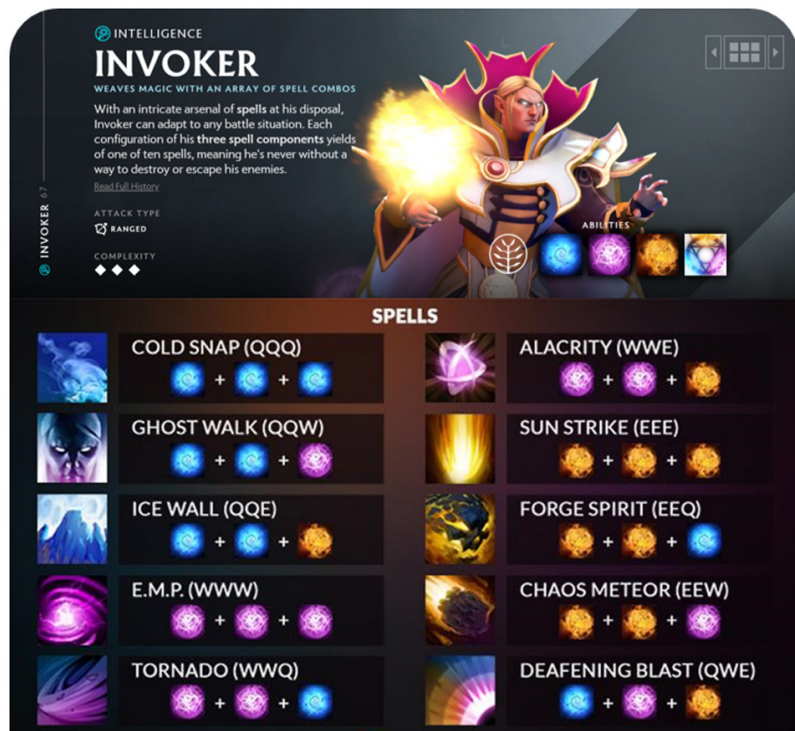 INTELLIGENCE
INVOKER
WEAVES MAGIC WITH AN ARRAY OF SPELL COMBOS
With an intricate arsenal of spells at his disposal,
Invoker can adapt to any battle situation. Each
configuration of his three spell components yields
of one of ten spells, meaning he's never without a
way to destroy or escape his enemies.
Read Full History
ATTACK TYPE
RANGED
COMPLEXITY
INVOKER 67
ABILITIES
SPELLS
COLD SNAP (QQQ)
+ +
ALACRITY (WWE)
+ +
GHOST WALK (QQW)
+ +
SUN STRIKE (EEE)
+ +
ICE WALL (QQE)
+ +
FORGE SPIRIT (EEQ)
+ +
E.M.P. (WWW)
+ +
CHAOS METEOR (EEW)
+ +
TORNADO (WWQ)
+ +
DEAFENING BLAST (QWE)
+ +